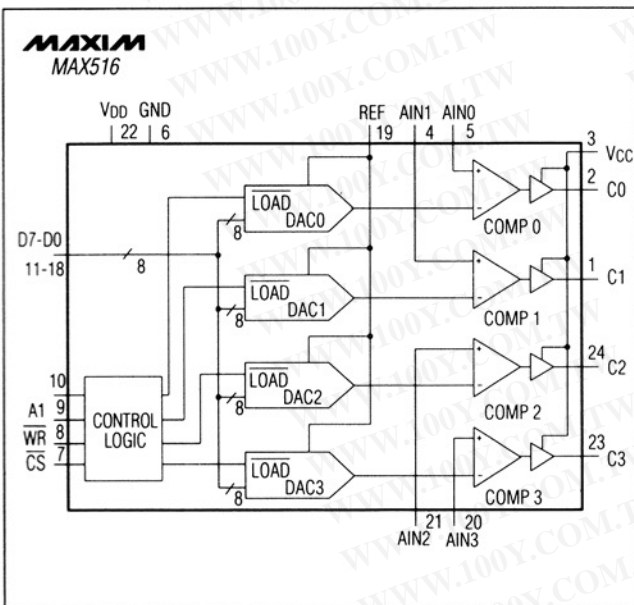 MAXIM
MAX516
VDD GND
22 6
REF AIN1 AIN0
19 4 5
3
VCC
2
C0
LOAD
DAC0
8
COMP 0
D7-D0
11-18
8
1
C1
LOAD
DAC1
8
COMP 1
24
C2
LOAD
DAC2
8
COMP 2
10
A1 9
WR 8
CS 7
CONTROL
LOGIC
23
C3
LOAD
DAC3
8
COMP 3
21 20
AIN2 AIN3
WWW.100Y.COM.TW